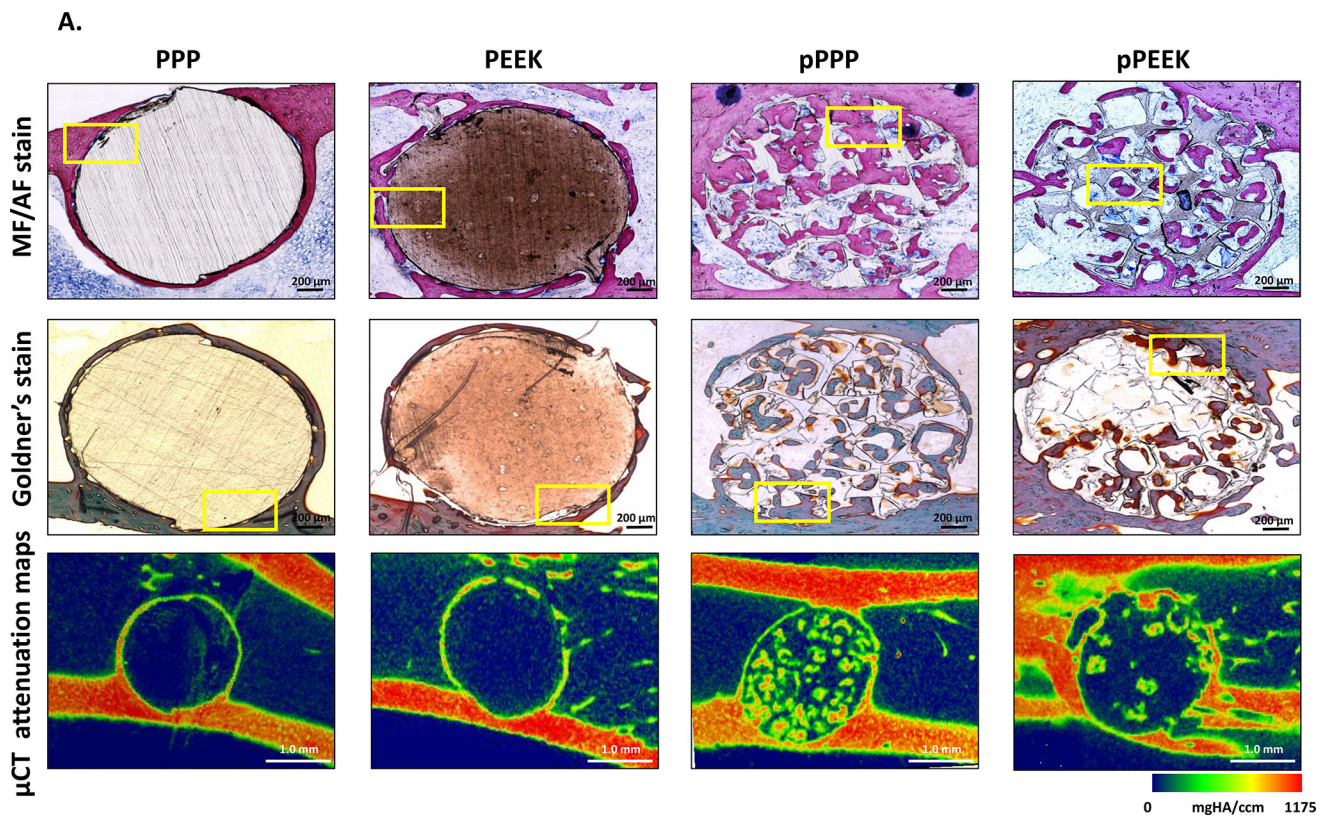 A.
PPP PEEK pPPP pPEEK
MF/AF stain
200 µm 200 µm 200 µm 200 µm
Goldner's stain
200 µm 200 µm 200 µm 200 µm
µCT attenuation maps
1.0 mm 1.0 mm 1.0 mm 1.0 mm
0 mgHA/ccm 1175